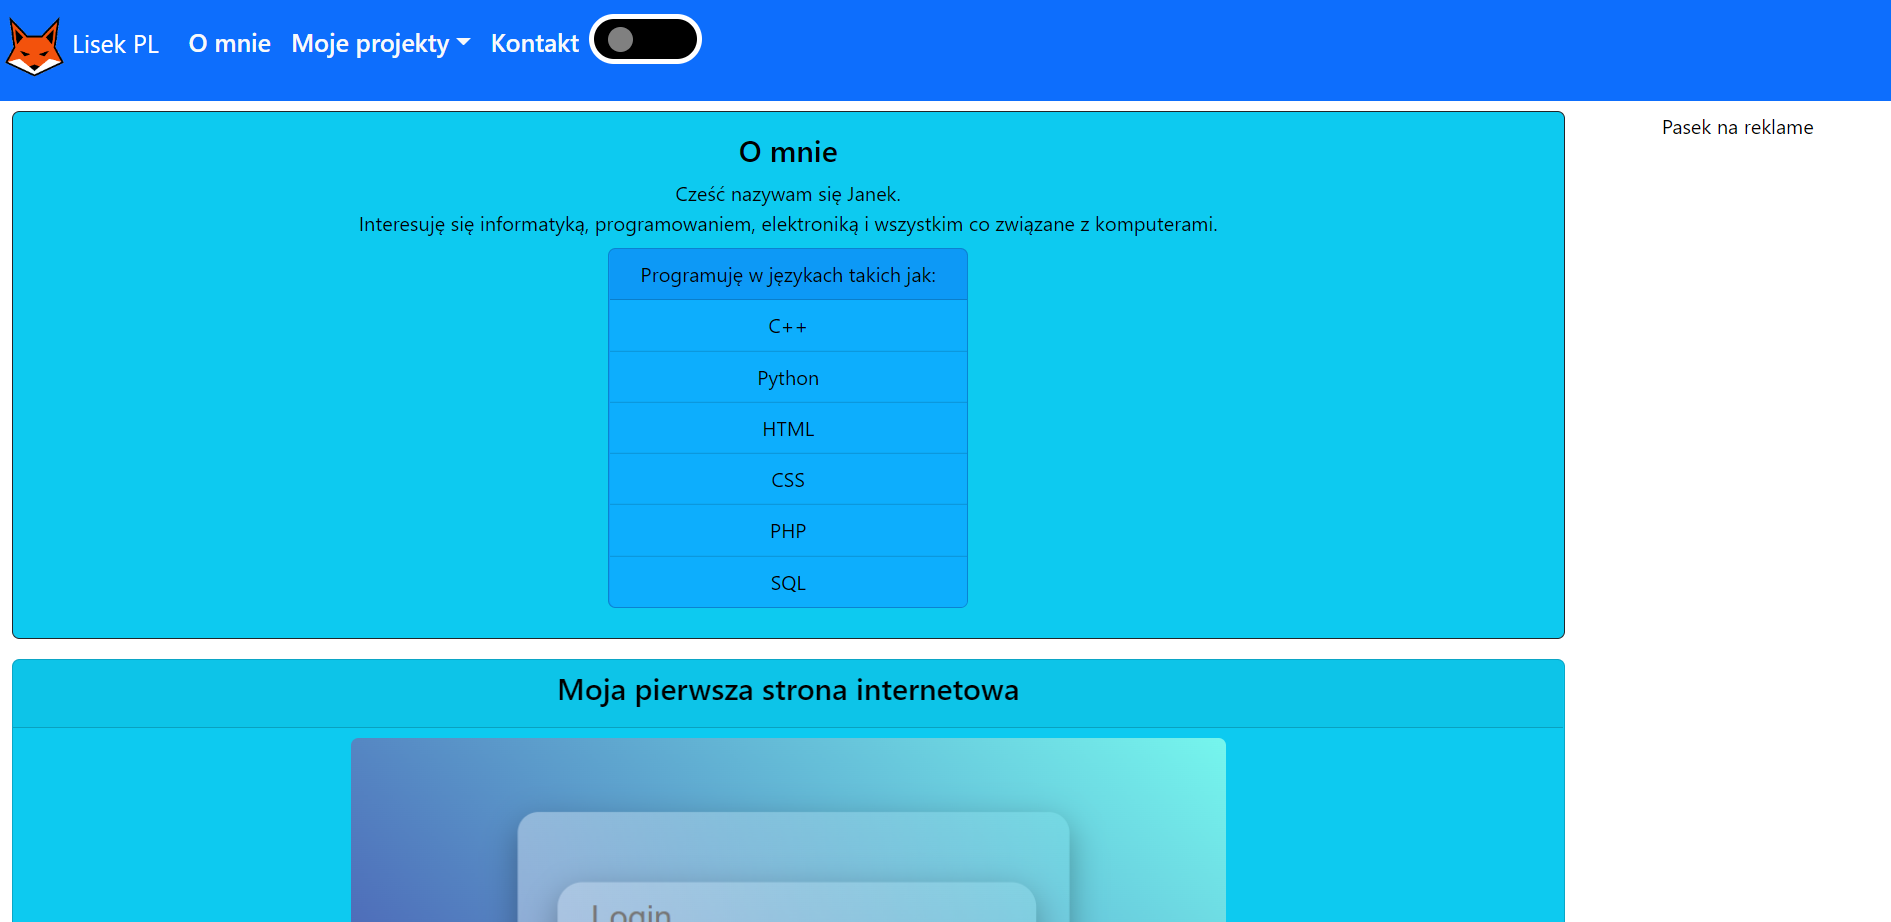 Lisek PL O mnie Moje projekty Kontakt
Pasek na reklame
O mnie
Cześć nazywam się Janek.
Interesuję się informatyką, programowaniem, elektroniką i wszystkim co związane z komputerami.
Programuję w językach takich jak:
C++
Python
HTML
CSS
PHP
SQL
Moja pierwsza strona internetowa
Login